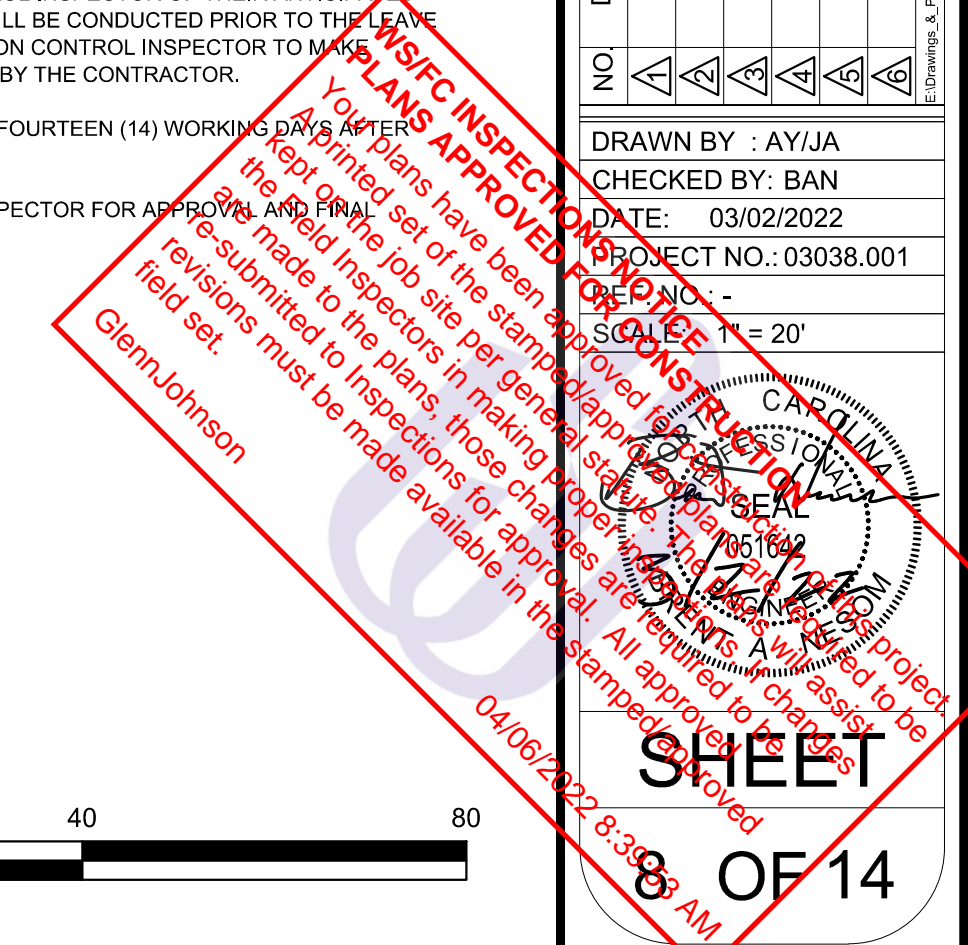 LL BE CONDUCTED PRIOR TO THE LEAVE
ON CONTROL INSPECTOR TO MAKE
BY THE CONTRACTOR.
FOURTEEN (14) WORKING DAYS AFTER
PECTOR FOR APPROVAL AND FINAL
WS/FC INSPECTIONS NOTICE
PLANS APPROVED FOR CONSTRUCTION
Your plans have been approved for construction of this project.
A printed set of the stamped/approved plans are required to be
kept on the job site per general statute. The plans will assist
the Field Inspectors in making proper inspections. If changes
are made to the plans, those changes are required to be
re-submitted to Inspections for approval. All approved
revisions must be made available in the stamped/approved
field set.
GlennJohnson
04/06/2022 8:39:53 AM
40
80
NO.
1
2
3
4
5
6
E:\Drawings_&_P
DRAWN BY : AY/JA
CHECKED BY: BAN
DATE: 03/02/2022
PROJECT NO.: 03038.001
REF. NO.: -
SCALE: 1" = 20'
CAROLINA
SEAL
051642
BRENT A NEWSOM
SHEET
8 OF 14